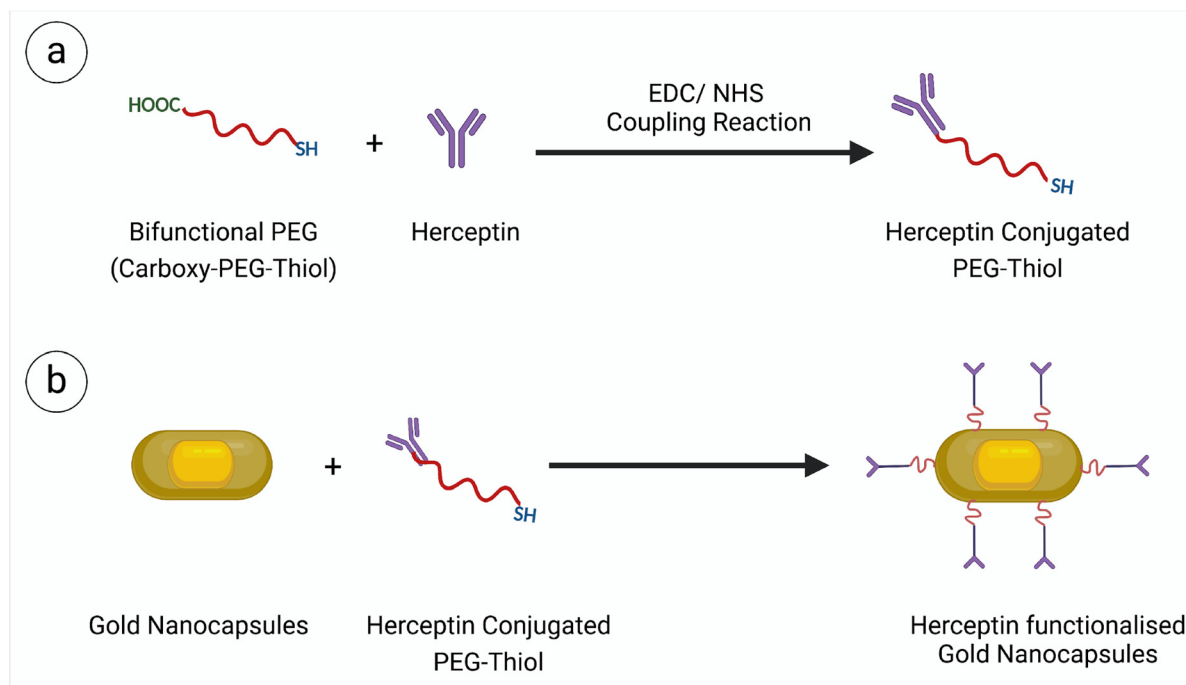 a
HOOC
SH
+
EDC/ NHS
Coupling Reaction
SH
Bifunctional PEG
(Carboxy-PEG-Thiol)
Herceptin
Herceptin Conjugated
PEG-Thiol
b
+
SH
Gold Nanocapsules
Herceptin Conjugated
PEG-Thiol
Herceptin functionalised
Gold Nanocapsules